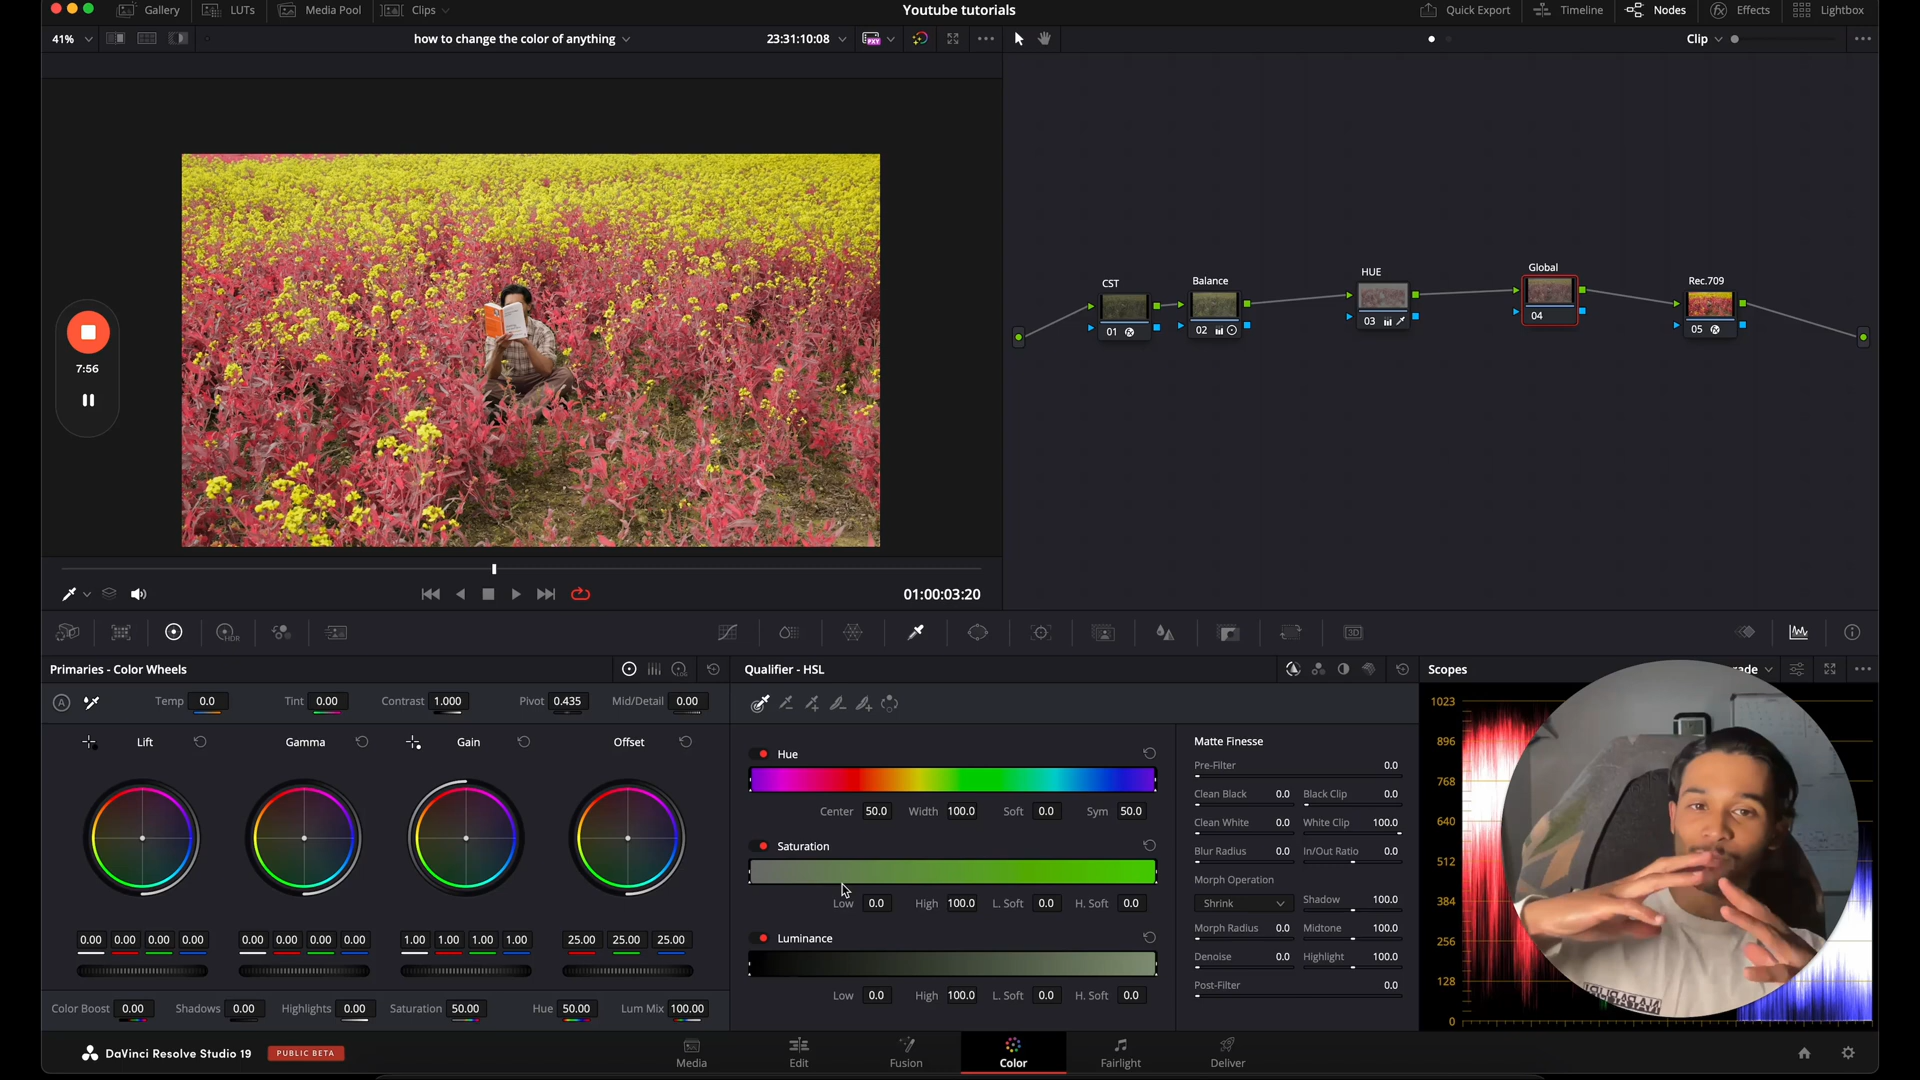 Gallery LUTs Media Pool Clips Youtube tutorials Quick Export Timeline Nodes Effects Lightbox
41% how to change the color of anything 23:31:10:08 PXY Clip
7:56
CST
01
Balance
02
HUE
03
Global
04
Rec.709
05
01:00:03:20
HDR
3D
Primaries - Color Wheels
LOG
Qualifier - HSL
Scopes
A Temp 0.0 Tint 0.00 Contrast 1.000 Pivot 0.435 Mid/Detail 0.00
Lift Gamma Gain Offset
0.00 0.00 0.00 0.00 0.00 0.00 0.00 0.00 1.00 1.00 1.00 1.00 25.00 25.00 25.00
Color Boost 0.00 Shadows 0.00 Highlights 0.00 Saturation 50.00 Hue 50.00 Lum Mix 100.00
Hue
Center 50.0 Width 100.0 Soft 0.0 Sym 50.0
Saturation
Low 0.0 High 100.0 L. Soft 0.0 H. Soft 0.0
Luminance
Low 0.0 High 100.0 L. Soft 0.0 H. Soft 0.0
Matte Finesse
Pre-Filter 0.0
Clean Black 0.0 Black Clip 0.0
Clean White 0.0 White Clip 100.0
Blur Radius 0.0 In/Out Ratio 0.0
Morph Operation
Shrink Shadow 100.0
Morph Radius 0.0 Midtone 100.0
Denoise 0.0 Highlight 100.0
Post-Filter 0.0
1023
896
768
640
512
384
256
128
0
DaVinci Resolve Studio 19 PUBLIC BETA
Media Edit Fusion Color Fairlight Deliver